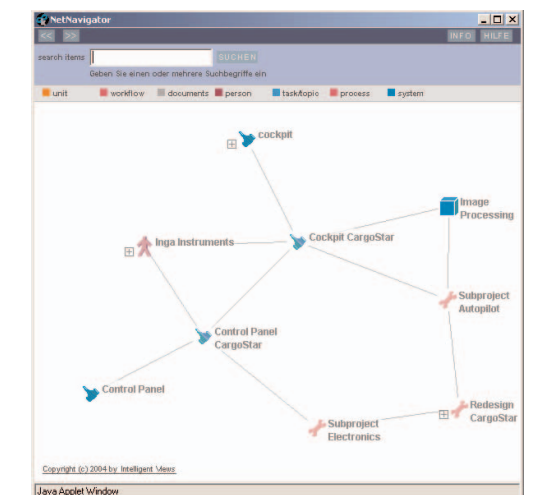 NetNavigator
<< >> INFO HILFE
search items SUCHEN
Geben Sie einen oder mehrere Suchbegriffe ein
unit workflow documents person task/topic process system
cockpit
Image
Processing
Cockpit CargoStar
Inga Instruments
Subproject
Autopilot
Control Panel
CargoStar
Control Panel
Redesign
CargoStar
Subproject
Electronics
Copyright (c) 2004 by Intelligent Views
Java Applet Window